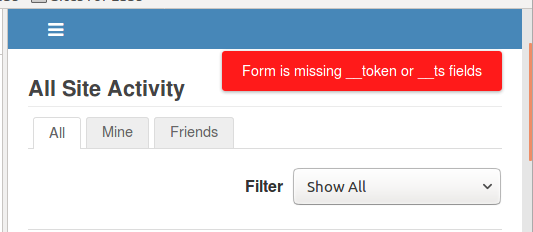 Form is missing __token or __ts fields
All Site Activity
All
Mine
Friends
Filter
Show All